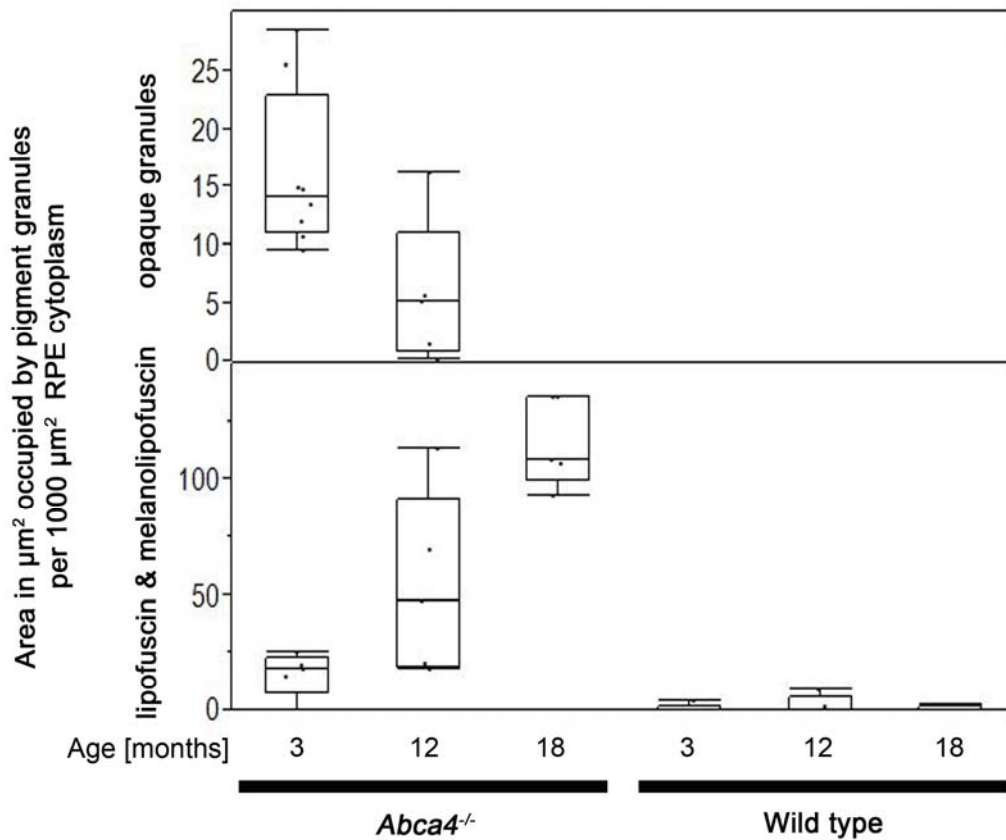 Area in µm² occupied by pigment granules
per 1000 µm² RPE cytoplasm
opaque granules
25
20
15
10
5
0
lipofuscin & melanolipofuscin
100
50
0
Age [months] 3 12 18 3 12 18
Abca4⁻/⁻ Wild type